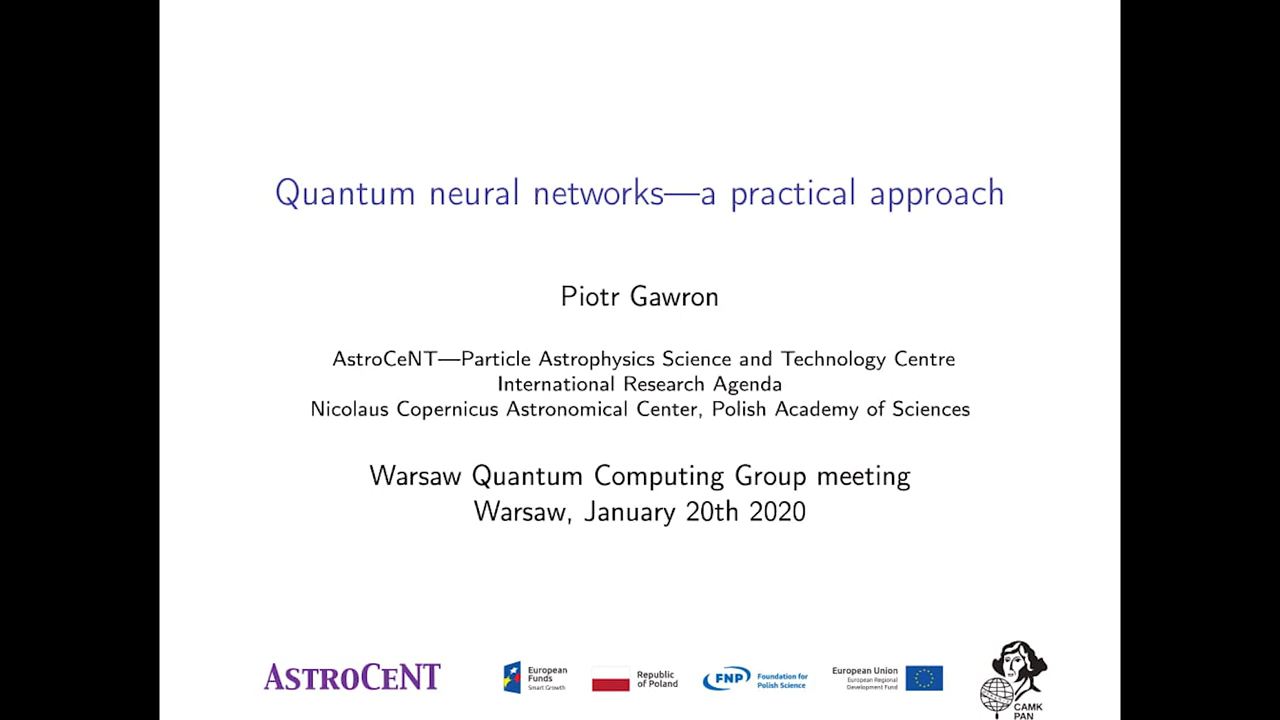 Quantum neural networks—a practical approach
Piotr Gawron
AstroCeNT—Particle Astrophysics Science and Technology Centre
International Research Agenda
Nicolaus Copernicus Astronomical Center, Polish Academy of Sciences
Warsaw Quantum Computing Group meeting
Warsaw, January 20th 2020
ASTROCENT
European
Funds
Smart Growth
Republic
of Poland
FNP
Foundation for
Polish Science
European Union
European Regional
Development Fund
CAMK
PAN